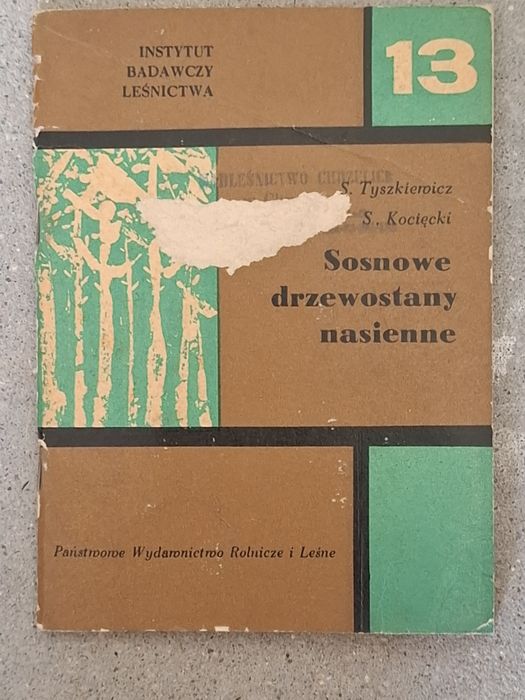 INSTYTUT
BADAWCZY
LEŚNICTWA
13
S. Tyszkiewicz
S. Kocięcki
Sosnowe
drzewostany
nasienne
Państwowe Wydawnictwo Rolnicze i Leśne